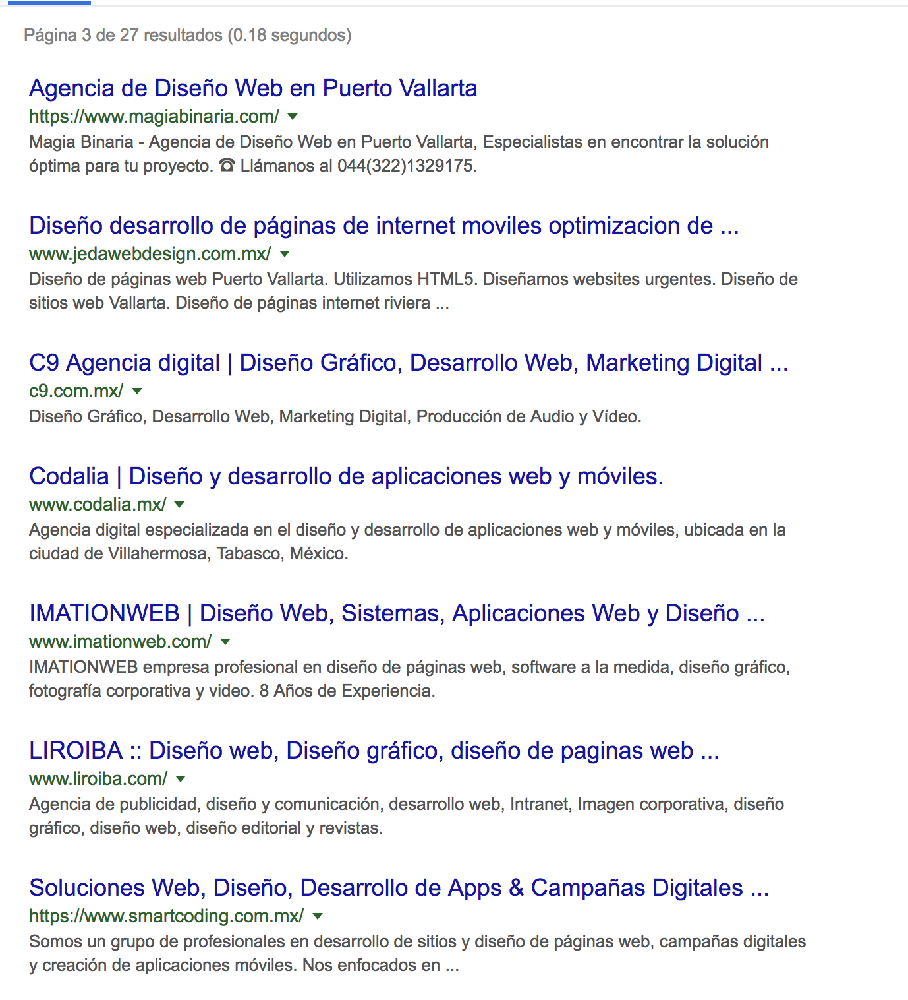 Página 3 de 27 resultados (0.18 segundos)
Agencia de Diseño Web en Puerto Vallarta
https://www.magiabinaria.com/
Magia Binaria - Agencia de Diseño Web en Puerto Vallarta, Especialistas en encontrar la solución
óptima para tu proyecto. ☎ Llámanos al 044(322)1329175.
Diseño desarrollo de páginas de internet moviles optimizacion de ...
www.jedawebdesign.com.mx/
Diseño de páginas web Puerto Vallarta. Utilizamos HTML5. Diseñamos websites urgentes. Diseño de
sitios web Vallarta. Diseño de páginas internet riviera ...
C9 Agencia digital | Diseño Gráfico, Desarrollo Web, Marketing Digital ...
c9.com.mx/
Diseño Gráfico, Desarrollo Web, Marketing Digital, Producción de Audio y Vídeo.
Codalia | Diseño y desarrollo de aplicaciones web y móviles.
www.codalia.mx/
Agencia digital especializada en el diseño y desarrollo de aplicaciones web y móviles, ubicada en la
ciudad de Villahermosa, Tabasco, México.
IMATIONWEB | Diseño Web, Sistemas, Aplicaciones Web y Diseño ...
www.imationweb.com/
IMATIONWEB empresa profesional en diseño de páginas web, software a la medida, diseño gráfico,
fotografía corporativa y video. 8 Años de Experiencia.
LIROIBA :: Diseño web, Diseño gráfico, diseño de paginas web ...
www.liroiba.com/
Agencia de publicidad, diseño y comunicación, desarrollo web, Intranet, Imagen corporativa, diseño
gráfico, diseño web, diseño editorial y revistas.
Soluciones Web, Diseño, Desarrollo de Apps & Campañas Digitales ...
https://www.smartcoding.com.mx/
Somos un grupo de profesionales en desarrollo de sitios y diseño de páginas web, campañas digitales
y creación de aplicaciones móviles. Nos enfocados en ...